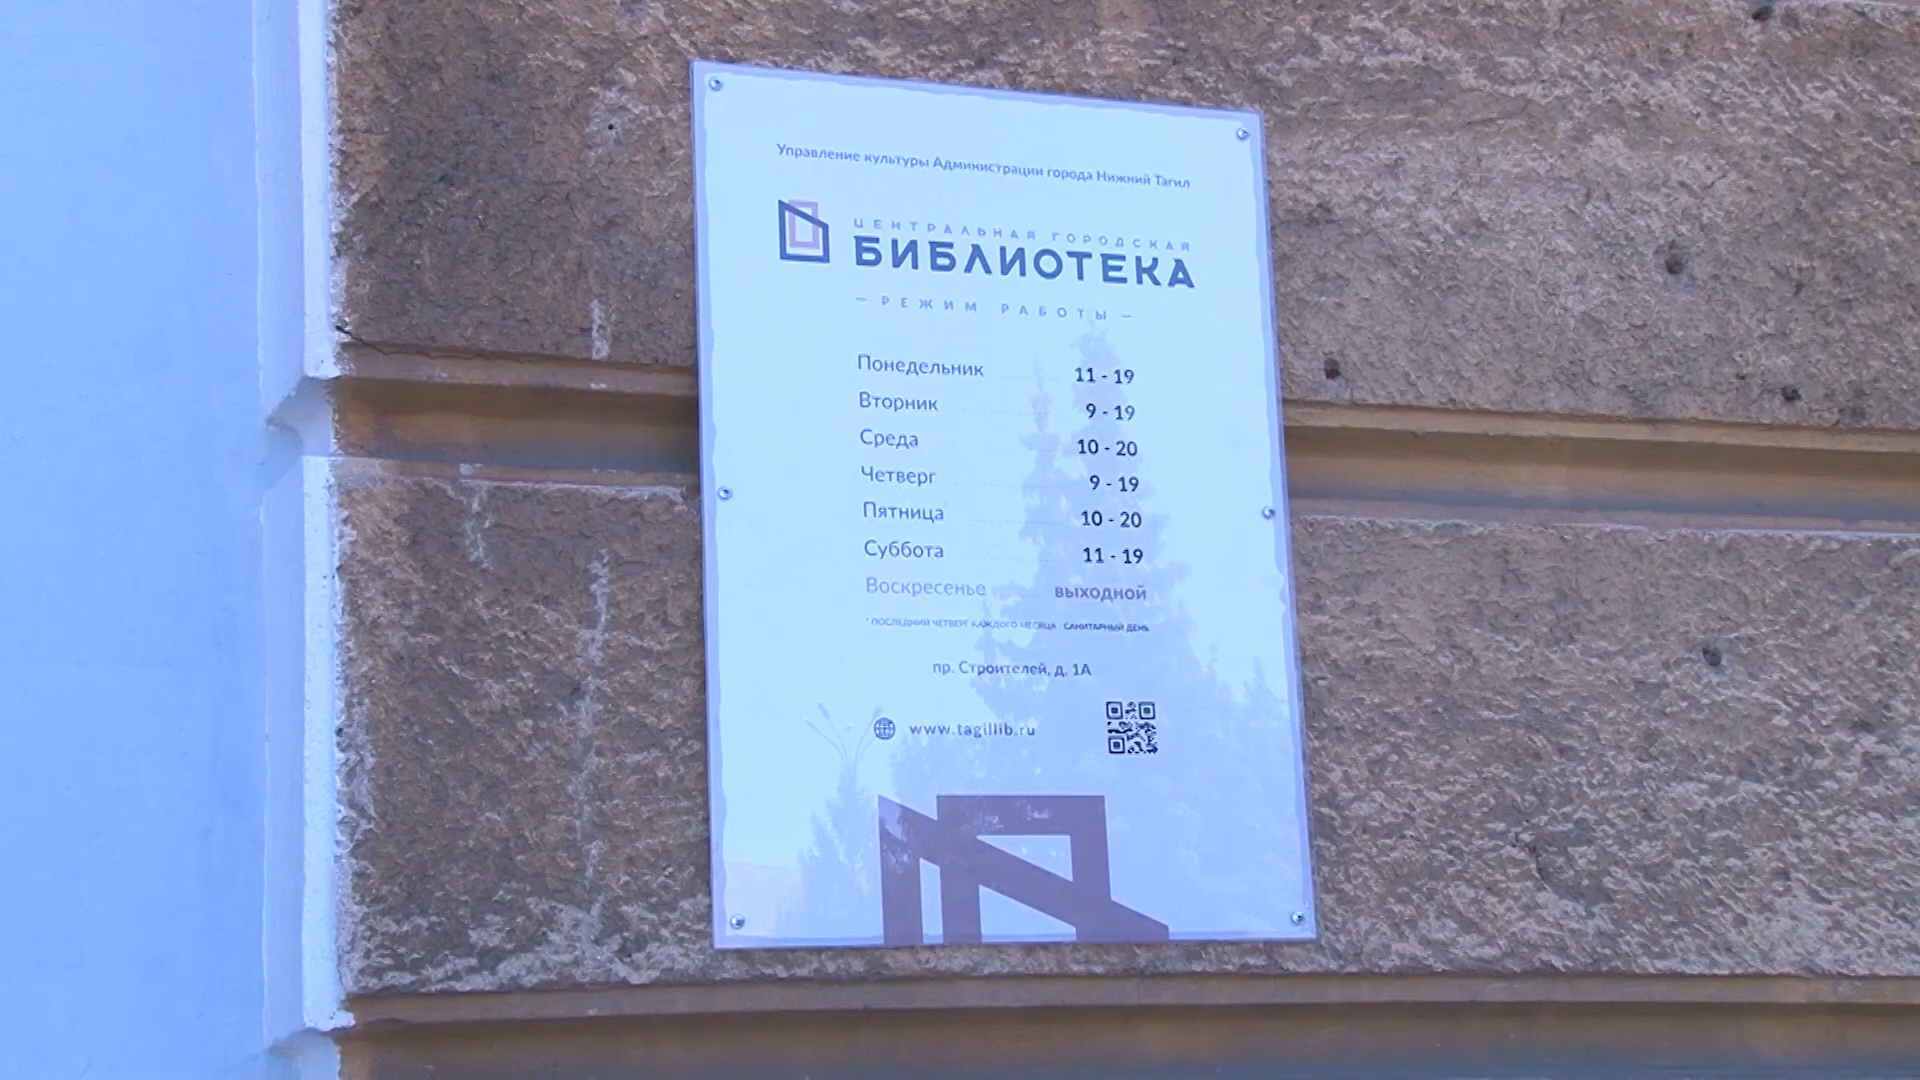 Управление культуры Администрации города Нижний Тагил
ЦЕНТРАЛЬНАЯ ГОРОДСКАЯ
БИБЛИОТЕКА
— РЕЖИМ РАБОТЫ —
Понедельник 11 - 19
Вторник 9 - 19
Среда 10 - 20
Четверг 9 - 19
Пятница 10 - 20
Суббота 11 - 19
Воскресенье выходной
* ПОСЛЕДНИЙ ЧЕТВЕРГ КАЖДОГО МЕСЯЦА - САНИТАРНЫЙ ДЕНЬ
пр. Строителей, д. 1А
www.tagillib.ru